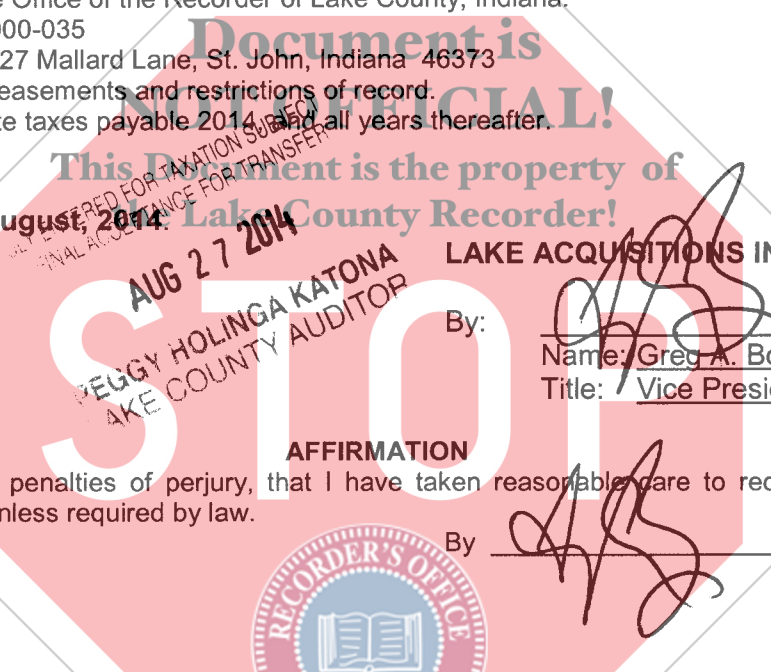 e Office of the Recorder of Lake County, Indiana.
000-035
27 Mallard Lane, St. John, Indiana 46373
easements and restrictions of record.
te taxes payable 2014, and all years thereafter.
Document is
NOT OFFICIAL!
This Document is the property of
the Lake County Recorder!
ENTERED FOR TAXATION SUBJECT
FINAL ACCEPTANCE FOR TRANSFER
ugust, 2014.
AUG 27 2014
PEGGY HOLINGA KATONA
LAKE COUNTY AUDITOR
LAKE ACQUISITIONS IN
By:
Name: Greg A. Bo
Title: Vice Presi
STOP
AFFIRMATION
penalties of perjury, that I have taken reasonable care to red
nless required by law.
By
RECORDER'S OFFICE